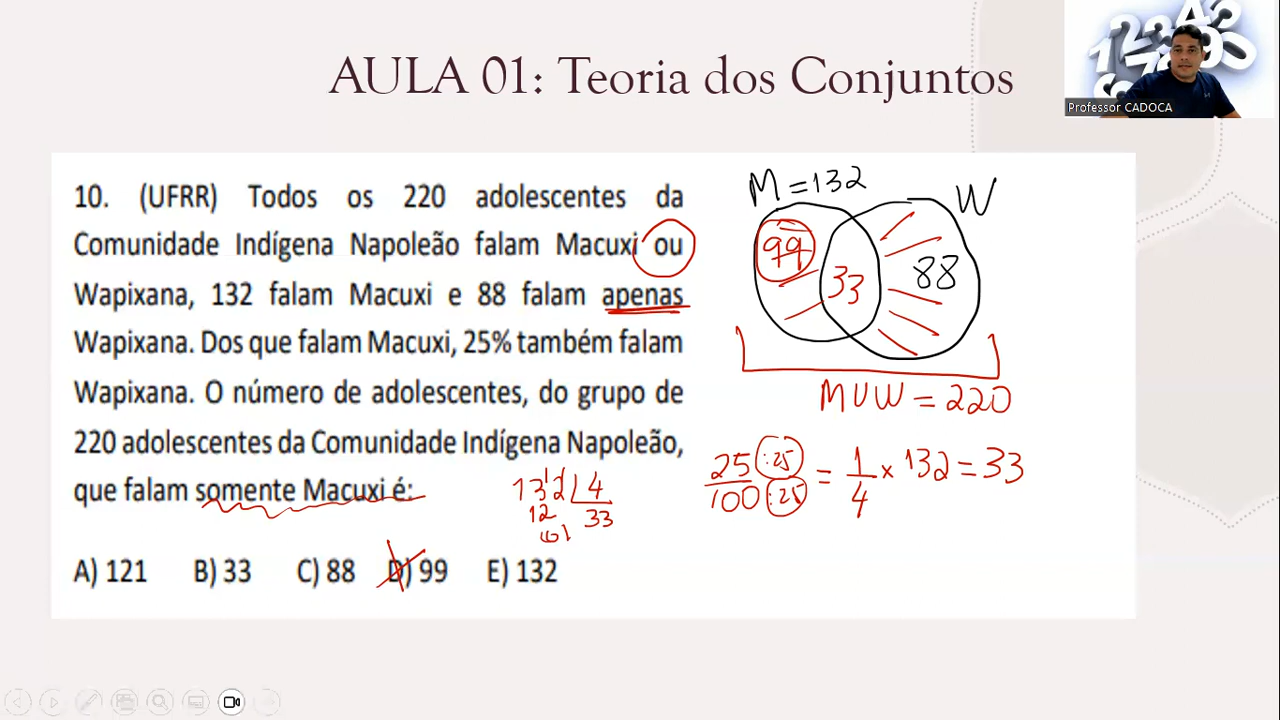 AULA 01: Teoria dos Conjuntos
Professor CADOCA
10. (UFRR) Todos os 220 adolescentes da
Comunidade Indígena Napoleão falam Macuxi ou
Wapixana, 132 falam Macuxi e 88 falam apenas
Wapixana. Dos que falam Macuxi, 25% também falam
Wapixana. O número de adolescentes, do grupo de
220 adolescentes da Comunidade Indígena Napoleão,
que falam somente Macuxi é:
A) 121 B) 33 C) 88 D) 99 E) 132
M = 132
W
99
33
88
M U W = 220
25 :25 = 1 x 132 = 33
100 :25 4
132 4
12 33